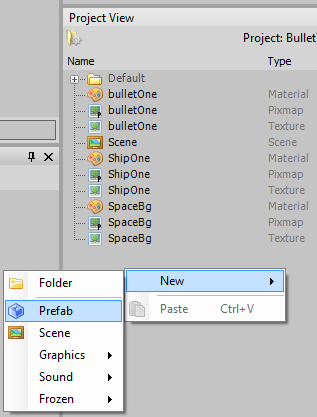 Project View
Project: Bullet
Name Type
Default
bulletOne Material
bulletOne Pixmap
bulletOne Texture
Scene Scene
ShipOne Material
ShipOne Pixmap
ShipOne Texture
SpaceBg Material
SpaceBg Pixmap
SpaceBg Texture
New
Paste Ctrl+V
Folder
Prefab
Scene
Graphics
Sound
Frozen